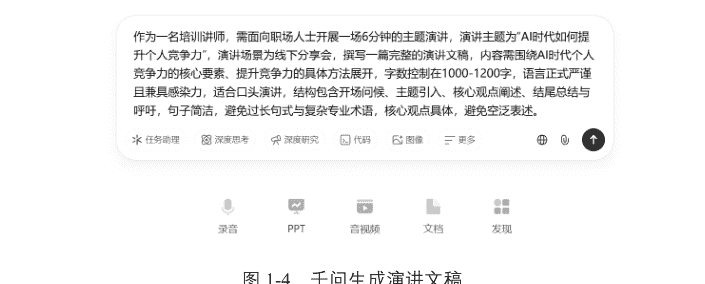 作为一名培训讲师，需面向职场人士开展一场6分钟的主题演讲，演讲主题为“AI时代如何提
升个人竞争力”，演讲场景为线下分享会，撰写一篇完整的演讲文稿，内容需围绕AI时代个人
竞争力的核心要素、提升竞争力的具体方法展开，字数控制在1000-1200字，语言正式严谨
且兼具感染力，适合口头演讲，结构包含开场问候、主题引入、核心观点阐述、结尾总结与
呼吁，句子简洁，避免过长句式与复杂专业术语，核心观点具体，避免空泛表述。
任务助理 深度思考 深度研究 代码 图像 更多
录音 PPT 音视频 文档 发现
图 1-4 千问生成演讲文稿